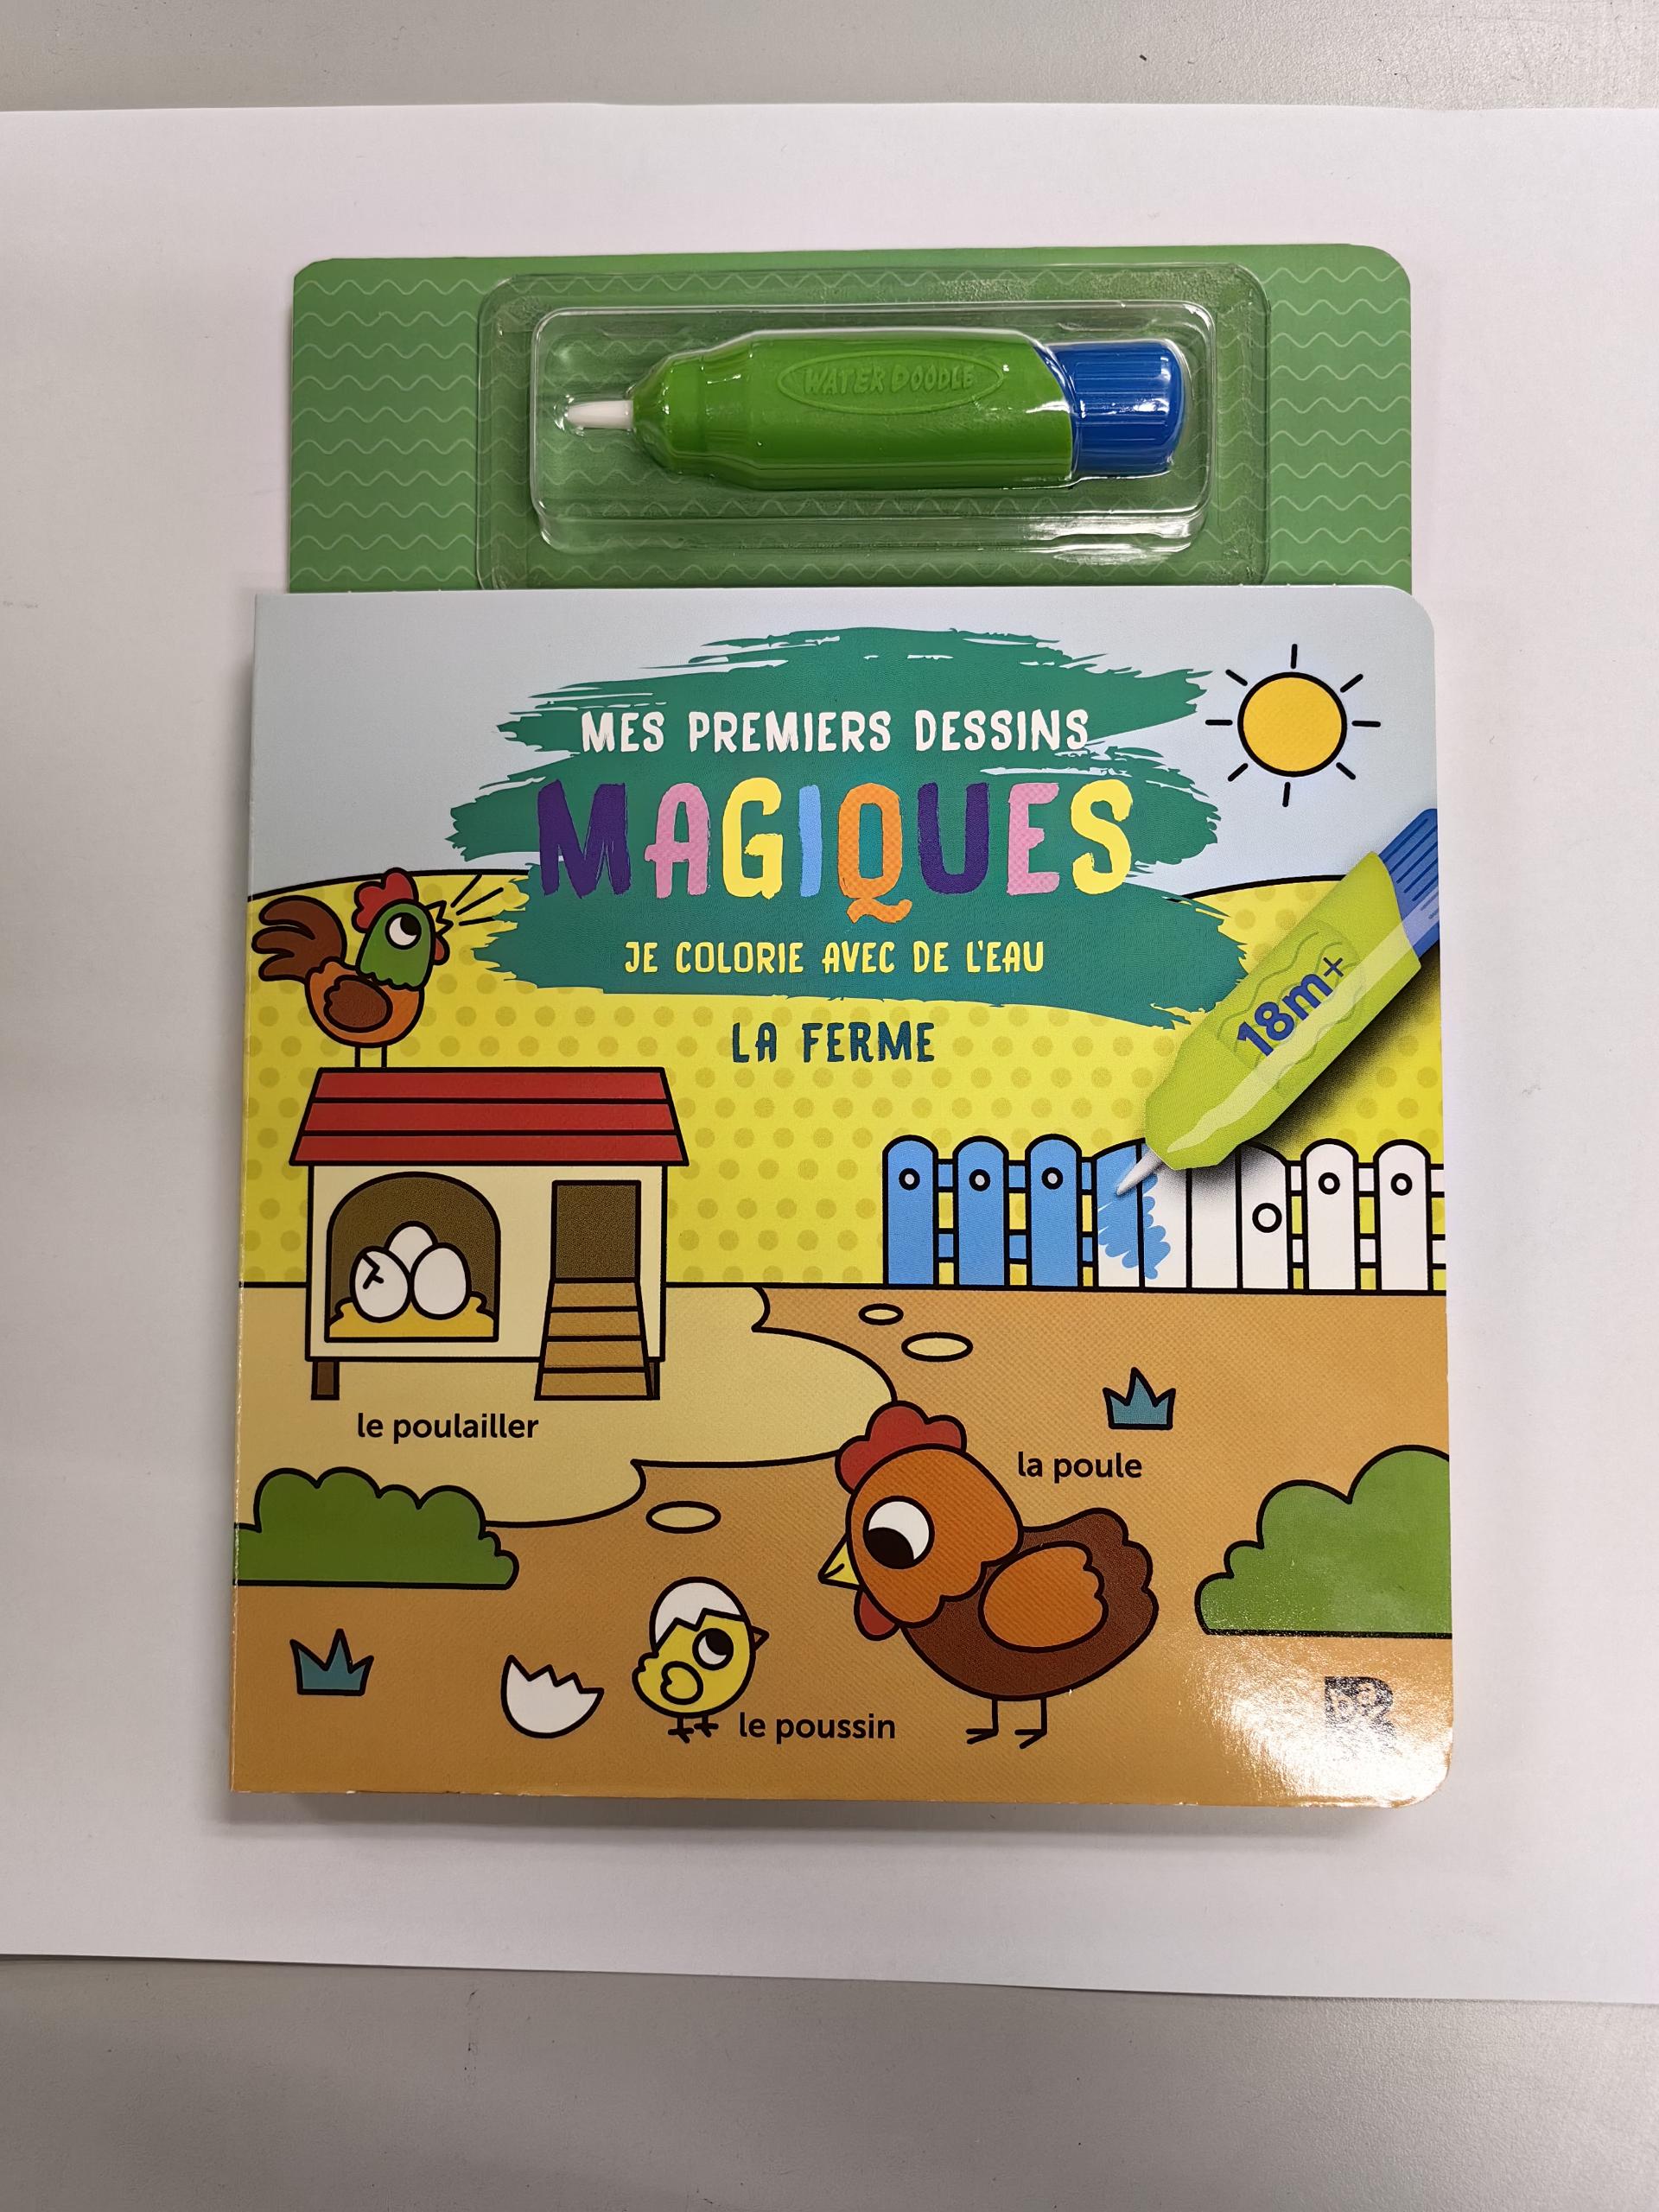 WATER DOODLE
MES PREMIERS DESSINS
MAGIQUES
JE COLORIE AVEC DE L'EAU
18m+
LA FERME
le poulailler
la poule
le poussin